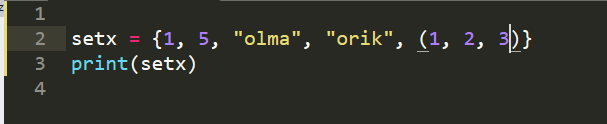 1
2 setx = {1, 5, "olma", "orik", (1, 2, 3)}
3 print(setx)
4